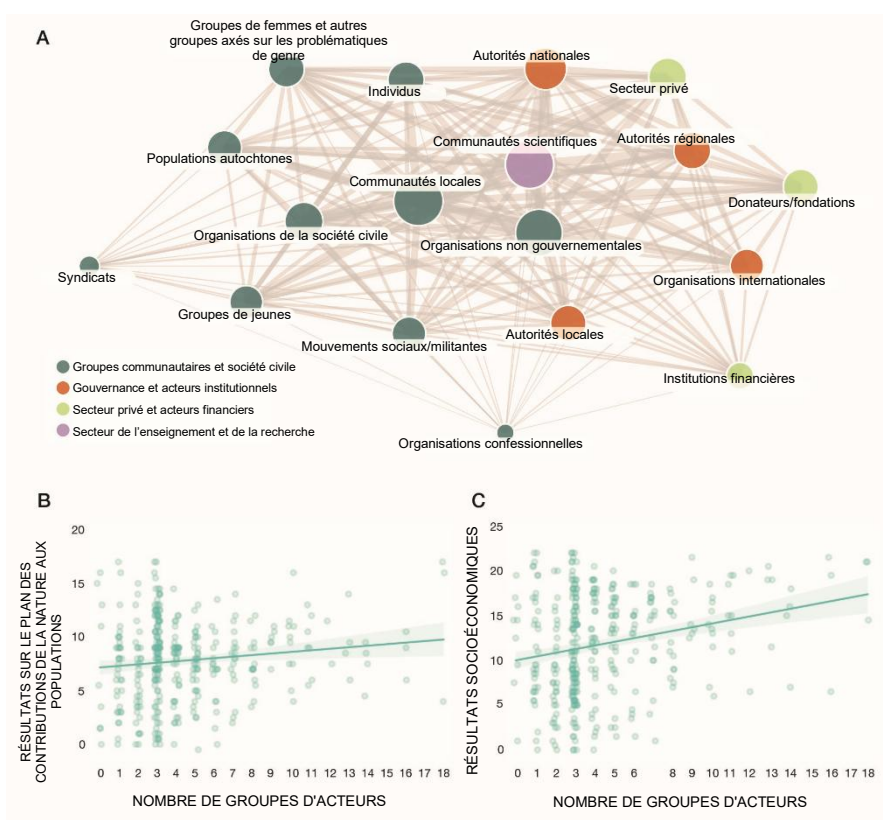 A
Groupes de femmes et autres
groupes axés sur les problématiques
de genre
Individus
Autorités nationales
Secteur privé
Populations autochtones
Communautés scientifiques
Autorités régionales
Communautés locales
Donateurs/fondations
Organisations de la société civile
Organisations non gouvernementales
Syndicats
Organisations internationales
Groupes de jeunes
Mouvements sociaux/militantes
Autorités locales
Institutions financières
Organisations confessionnelles
Groupes communautaires et société civile
Gouvernance et acteurs institutionnels
Secteur privé et acteurs financiers
Secteur de l'enseignement et de la recherche
B
RÉSULTATS SUR LE PLAN DES
CONTRIBUTIONS DE LA NATURE AUX
POPULATIONS
20
15
10
5
0
0 1 2 3 4 5 6 7 8 9 10 11 12 13 14 15 16 17 18
NOMBRE DE GROUPES D'ACTEURS
C
RÉSULTATS SOCIOÉCONOMIQUES
25
20
15
10
5
0
0 1 2 3 4 5 6 8 9 10 11 12 13 14 15 16 17 18
NOMBRE DE GROUPES D'ACTEURS